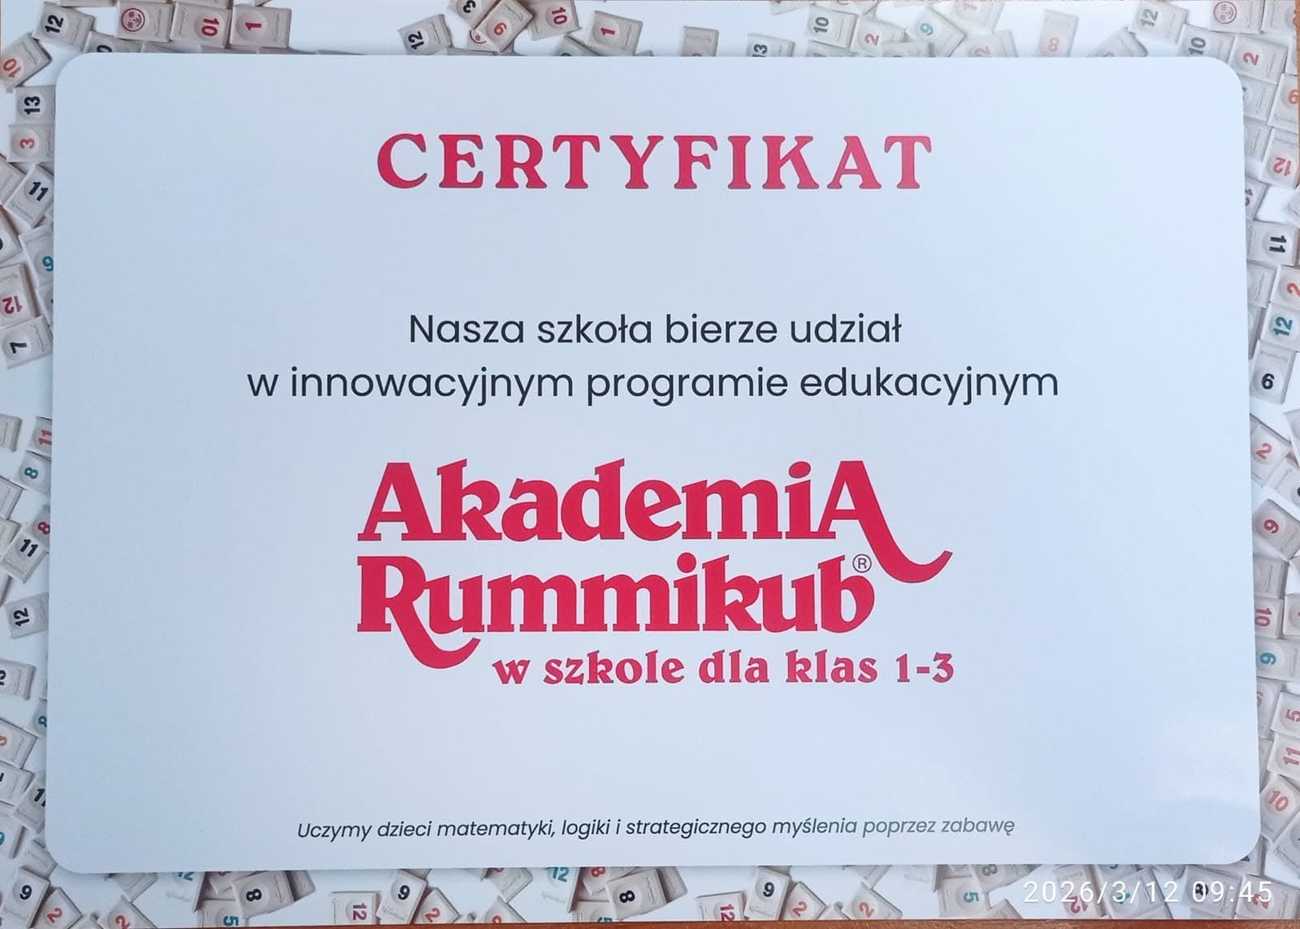 CERTYFIKAT
Nasza szkoła bierze udział
w innowacyjnym programie edukacyjnym
AkademiA
Rummikub®
w szkole dla klas 1-3
Uczymy dzieci matematyki, logiki i strategicznego myślenia poprzez zabawę
2026/3/12 09:45